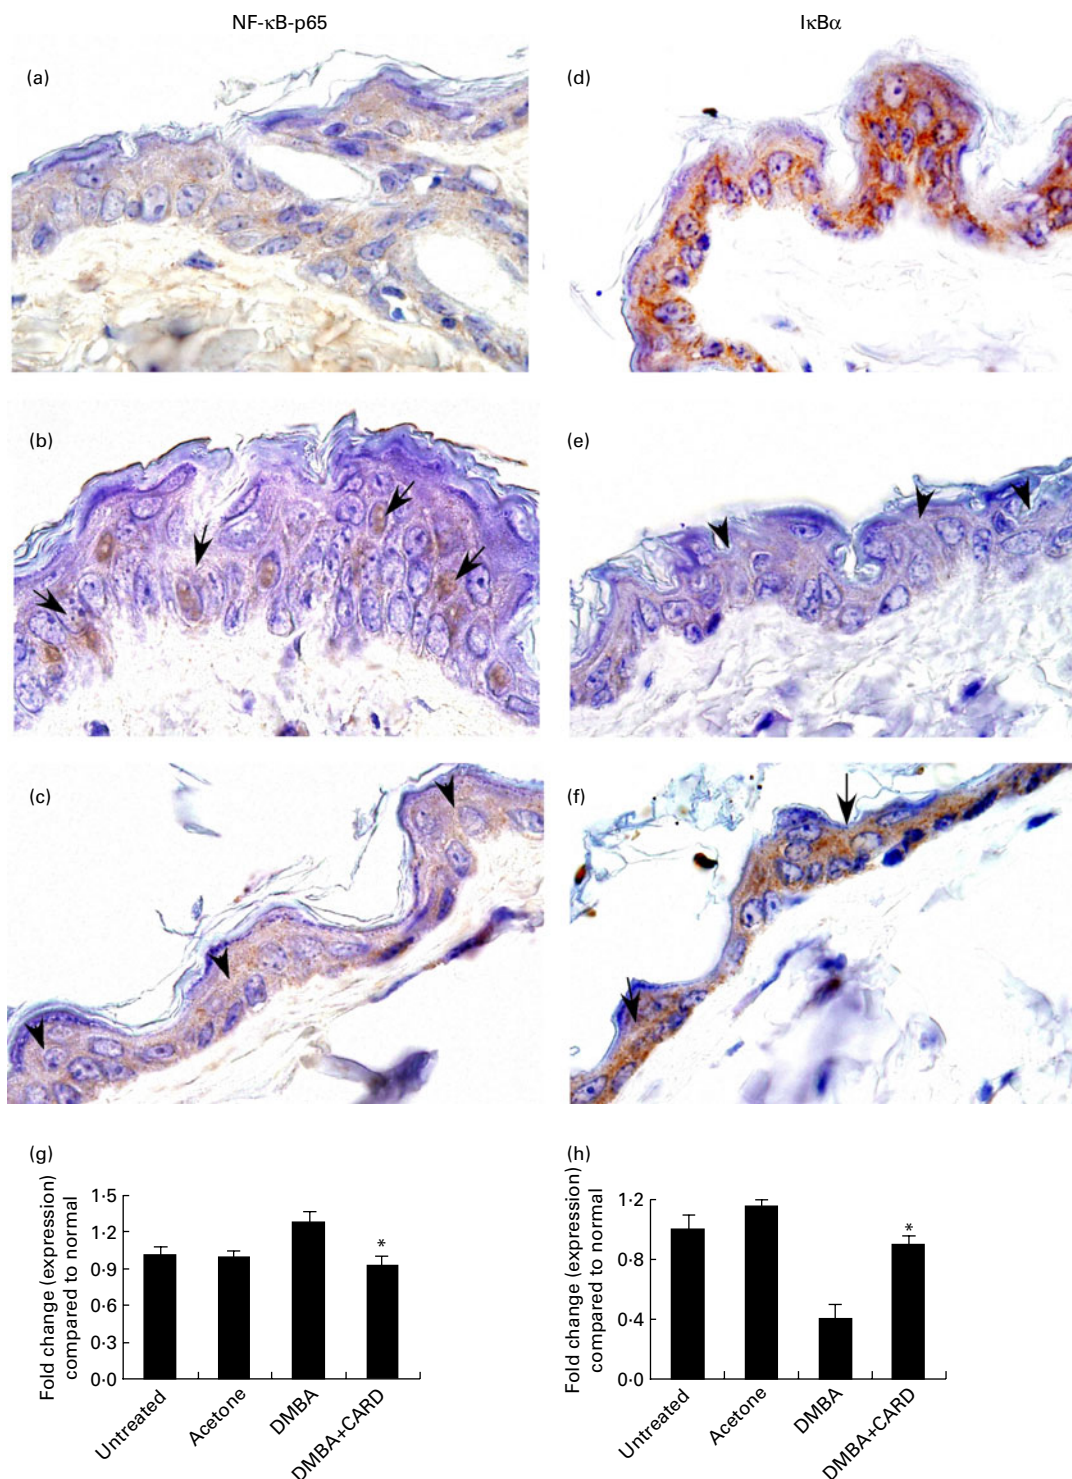 NF-κB-p65
IκBα
(a)
(d)
(b)
(e)
(c)
(f)
(g)
Fold change (expression)
compared to normal
1·5
1·2
0·9
0·6
0·3
0·0
*
Untreated
Acetone
DMBA
DMBA+CARD
(h)
Fold change (expression)
compared to normal
1·2
0·8
0·4
0·0
*
Untreated
Acetone
DMBA
DMBA+CARD